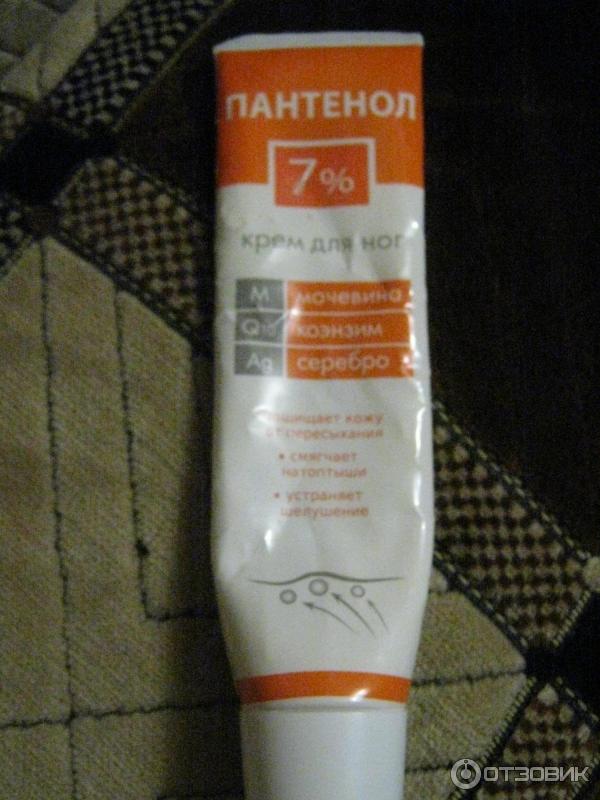 ПАНТЕНОЛ
7%
крем для ног
М мочевина
Q10 коэнзим
Ag серебро
защищает кожу
от пересыхания
• смягчает
натоптыши
• устраняет
шелушение
ОТЗОВИК